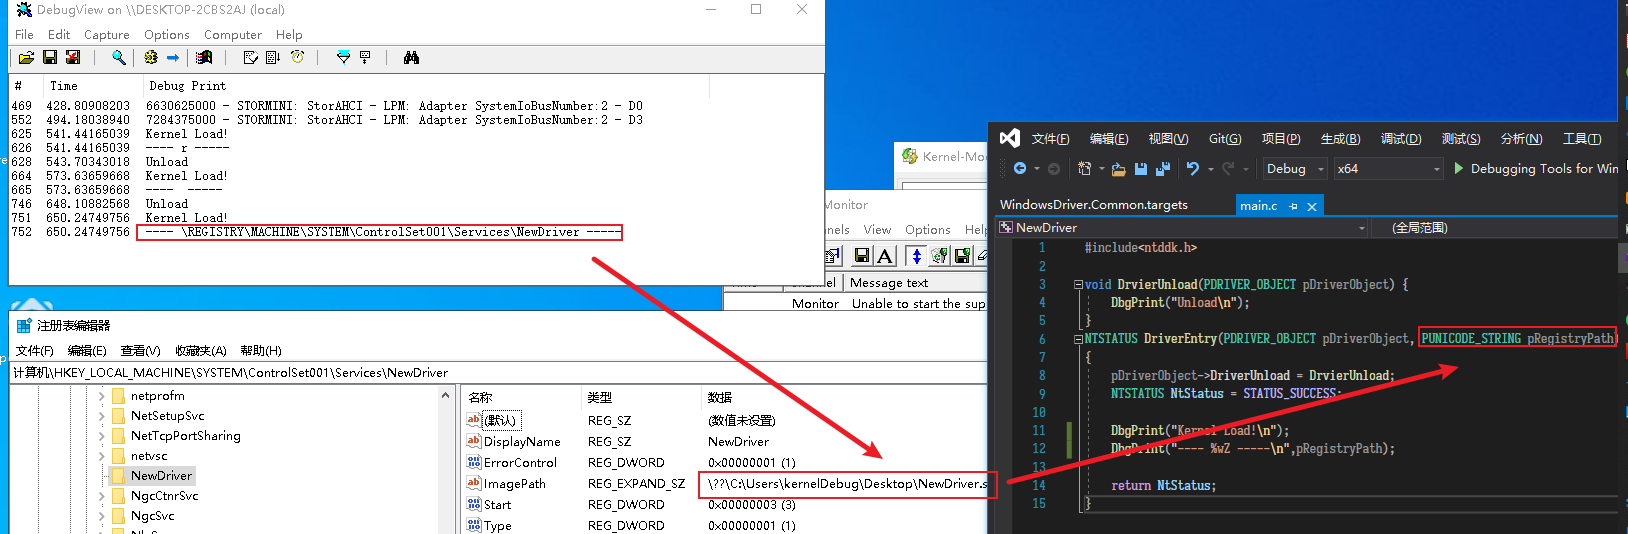 DebugView on \\DESKTOP-2CBS2AJ (local)
File Edit Capture Options Computer Help
# Time Debug Print
469 428.80908203 6630625000 - STORMINI: StorAHCI - LPM: Adapter SystemIoBusNumber:2 - D0
552 494.18038940 7284375000 - STORMINI: StorAHCI - LPM: Adapter SystemIoBusNumber:2 - D3
625 541.44165039 Kernel Load!
626 541.44165039 ---- r -----
628 543.70343018 Unload
664 573.63659668 Kernel Load!
665 573.63659668 ----  -----
746 648.10882568 Unload
751 650.24749756 Kernel Load!
752 650.24749756 ---- \REGISTRY\MACHINE\SYSTEM\ControlSet001\Services\NewDriver -----
Kernel-Mo
Monitor
nels View Options Hel
Message text
Monitor Unable to start the sup
注册表编辑器
文件(F) 编辑(E) 查看(V) 收藏夹(A) 帮助(H)
计算机\HKEY_LOCAL_MACHINE\SYSTEM\ControlSet001\Services\NewDriver
netprofm
NetSetupSvc
NetTcpPortSharing
netvsc
NewDriver
NgcCtnrSvc
NgcSvc
名称 类型 数据
(默认) REG_SZ (数值未设置)
DisplayName REG_SZ NewDriver
ErrorControl REG_DWORD 0x00000001 (1)
ImagePath REG_EXPAND_SZ \??\C:\Users\kernelDebug\Desktop\NewDriver.s
Start REG_DWORD 0x00000003 (3)
Type REG_DWORD 0x00000001 (1)
文件(F) 编辑(E) 视图(V) Git(G) 项目(P) 生成(B) 调试(D) 测试(S) 分析(N) 工具(T)
Debug x64 Debugging Tools for Win
WindowsDriver.Common.targets main.c
NewDriver (全局范围)
1 #include<ntddk.h>
2
3 void DrvierUnload(PDRIVER_OBJECT pDriverObject) {
4 DbgPrint("Unload\n");
5 }
6 NTSTATUS DriverEntry(PDRIVER_OBJECT pDriverObject, PUNICODE_STRING pRegistryPath)
7 {
8 pDriverObject->DriverUnload = DrvierUnload;
9 NTSTATUS NtStatus = STATUS_SUCCESS;
10
11 DbgPrint("Kernel Load!\n");
12 DbgPrint("---- %wZ -----\n",pRegistryPath);
13
14 return NtStatus;
15 }